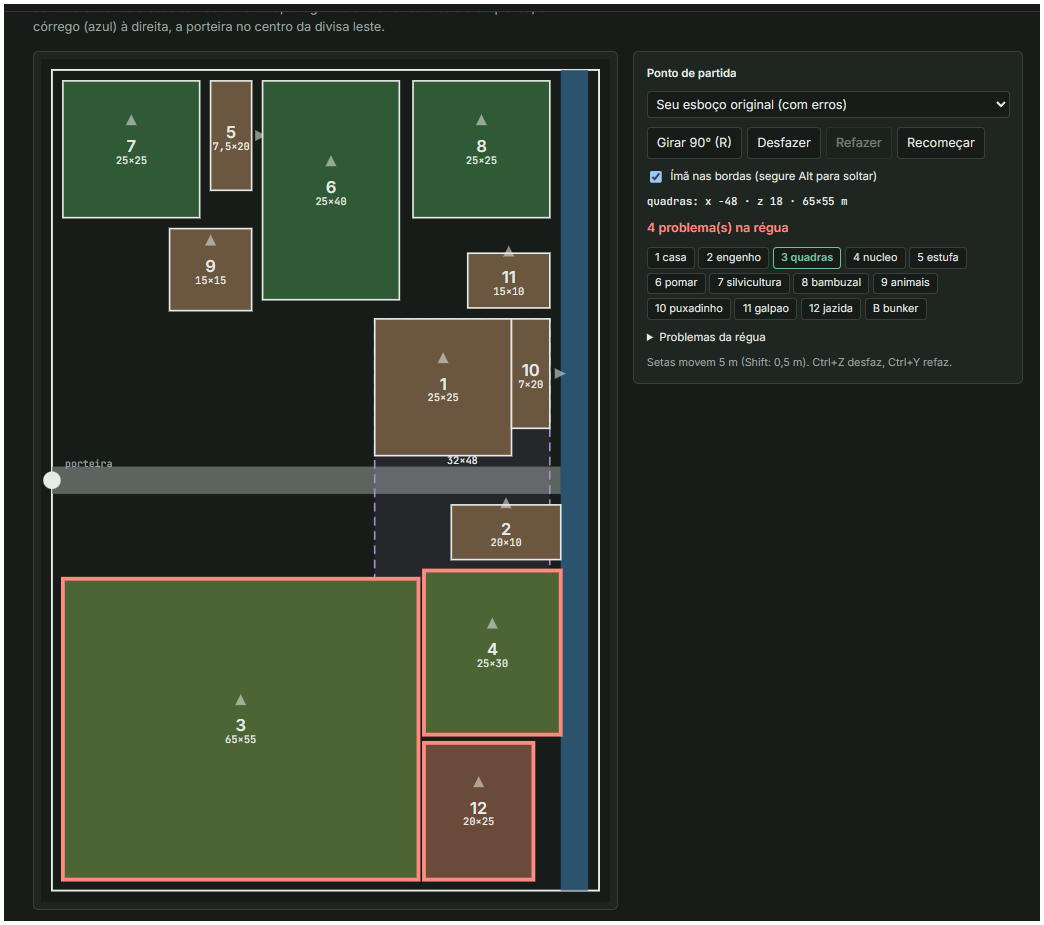 córrego (azul) à direita, a porteira no centro da divisa leste.
7
25×25
5
7,5×20
6
25×40
8
25×25
9
15×15
11
15×10
1
25×25
10
7×20
32×48
porteira
2
20×10
3
65×55
4
25×30
12
20×25
Ponto de partida
Seu esboço original (com erros)
Girar 90° (R) Desfazer Refazer Recomeçar
Ímã nas bordas (segure Alt para soltar)
quadras: x -48 · z 18 · 65×55 m
4 problema(s) na régua
1 casa 2 engenho 3 quadras 4 nucleo 5 estufa
6 pomar 7 silvicultura 8 bambuzal 9 animais
10 puxadinho 11 galpao 12 jazida B bunker
Problemas da régua
Setas movem 5 m (Shift: 0,5 m). Ctrl+Z desfaz, Ctrl+Y refaz.